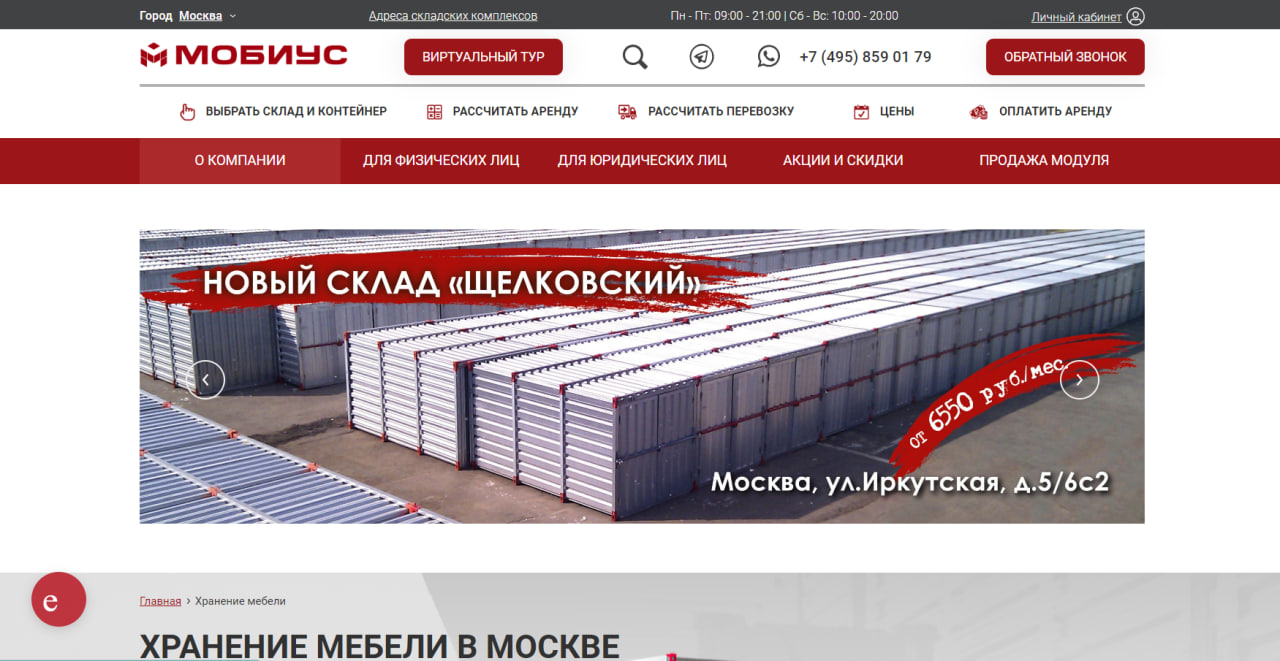 Город Москва
Адреса складских комплексов
Пн - Пт: 09:00 - 21:00 | Сб - Вс: 10:00 - 20:00
Личный кабинет
МОБИУС
ВИРТУАЛЬНЫЙ ТУР
+7 (495) 859 01 79
ОБРАТНЫЙ ЗВОНОК
ВЫБРАТЬ СКЛАД И КОНТЕЙНЕР
РАССЧИТАТЬ АРЕНДУ
РАССЧИТАТЬ ПЕРЕВОЗКУ
ЦЕНЫ
ОПЛАТИТЬ АРЕНДУ
О КОМПАНИИ
ДЛЯ ФИЗИЧЕСКИХ ЛИЦ
ДЛЯ ЮРИДИЧЕСКИХ ЛИЦ
АКЦИИ И СКИДКИ
ПРОДАЖА МОДУЛЯ
НОВЫЙ СКЛАД «ЩЕЛКОВСКИЙ»
от 6550 руб./мес.
Москва, ул.Иркутская, д.5/6с2
e
Главная › Хранение мебели
ХРАНЕНИЕ МЕБЕЛИ В МОСКВЕ